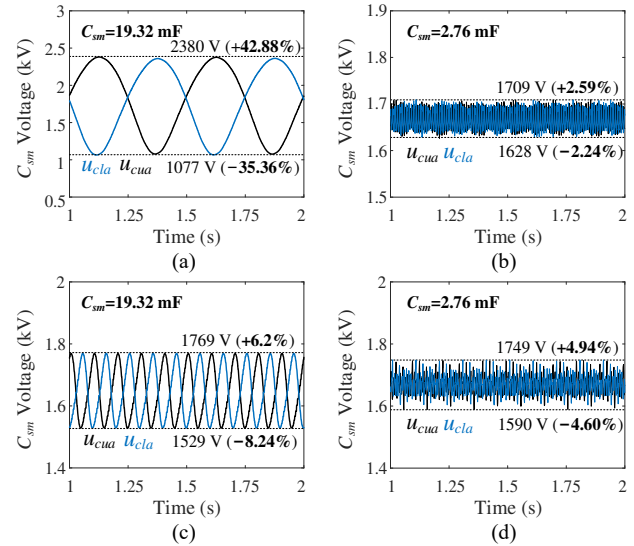 C_sm=19.32 mF
2380 V (+42.88%)
C_sm Voltage (kV)
3
2.5
2
1.5
1
0.5
u_cla u_cua
1077 V (−35.36%)
1 1.25 1.5 1.75 2
Time (s)
(a)
C_sm=2.76 mF
1709 V (+2.59%)
C_sm Voltage (kV)
1.9
1.8
1.7
1.6
1.5
u_cua u_cla
1628 V (−2.24%)
1 1.25 1.5 1.75 2
Time (s)
(b)
C_sm=19.32 mF
1769 V (+6.2%)
C_sm Voltage (kV)
2
1.8
1.6
1.4
u_cua u_cla
1529 V (−8.24%)
1 1.25 1.5 1.75 2
Time (s)
(c)
C_sm=2.76 mF
1749 V (+4.94%)
C_sm Voltage (kV)
2
1.8
1.6
1.4
u_cua u_cla
1590 V (−4.60%)
1 1.25 1.5 1.75 2
Time (s)
(d)